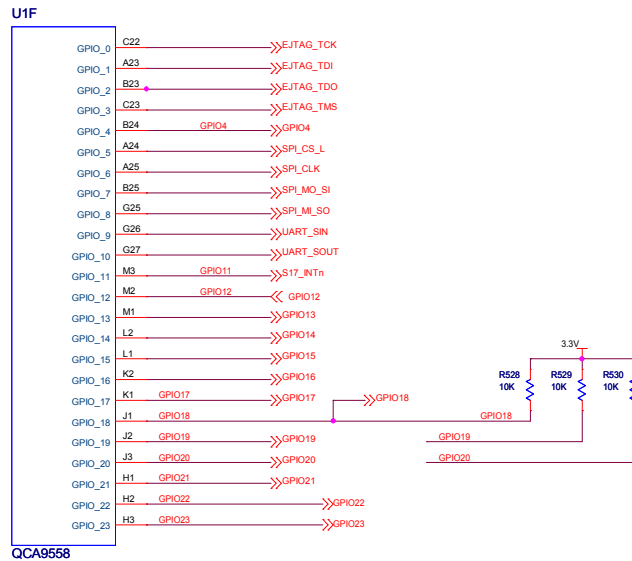 U1F
GPIO_0 C22 EJTAG_TCK
GPIO_1 A23 EJTAG_TDI
GPIO_2 B23 EJTAG_TDO
GPIO_3 C23 EJTAG_TMS
GPIO_4 B24 GPIO4 GPIO4
GPIO_5 A24 SPI_CS_L
GPIO_6 A25 SPI_CLK
GPIO_7 B25 SPI_MO_SI
GPIO_8 G25 SPI_MI_SO
GPIO_9 G26 UART_SIN
GPIO_10 G27 UART_SOUT
GPIO_11 M3 GPIO11 S17_INTn
GPIO_12 M2 GPIO12 GPIO12
GPIO_13 M1 GPIO13
GPIO_14 L2 GPIO14
GPIO_15 L1 GPIO15
3.3V
GPIO_16 K2 GPIO16
R528 R529 R530
10K 10K 10K
GPIO_17 K1 GPIO17 GPIO17 GPIO18
GPIO_18 J1 GPIO18 GPIO18
GPIO_19 J2 GPIO19 GPIO19 GPIO19
GPIO_20 J3 GPIO20 GPIO20 GPIO20
GPIO_21 H1 GPIO21 GPIO21
GPIO_22 H2 GPIO22 GPIO22
GPIO_23 H3 GPIO23 GPIO23
QCA9558